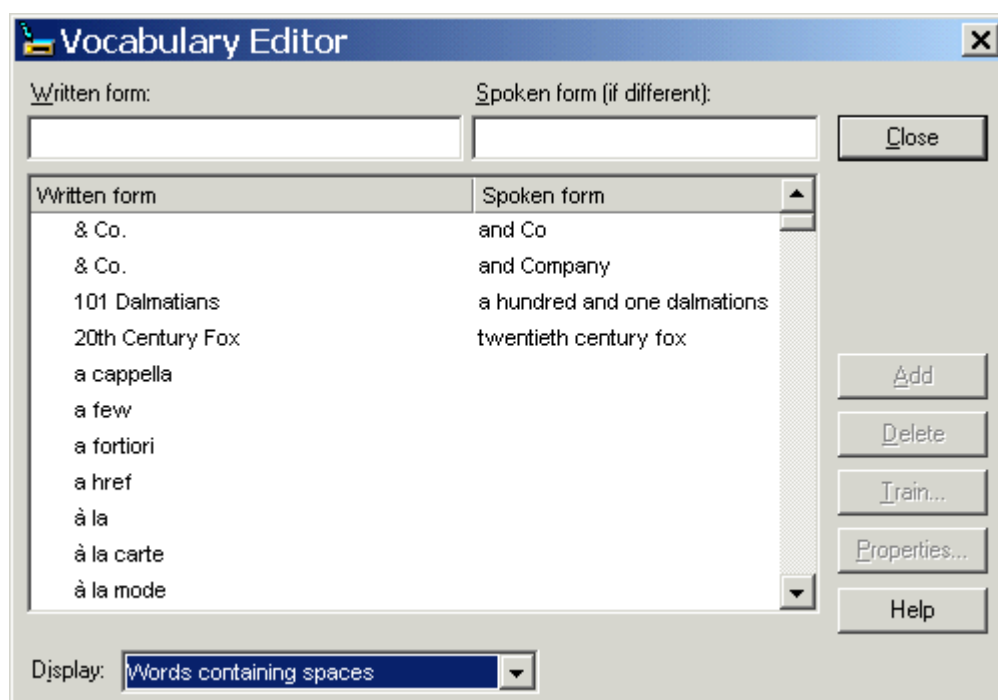 Vocabulary Editor
Written form: Spoken form (if different):
Close
Written form Spoken form
& Co. and Co
& Co. and Company
101 Dalmatians a hundred and one dalmations
20th Century Fox twentieth century fox
a cappella
Add
a few
a fortiori
Delete
a href
Train...
à la
à la carte
Properties...
à la mode
Help
Display: Words containing spaces